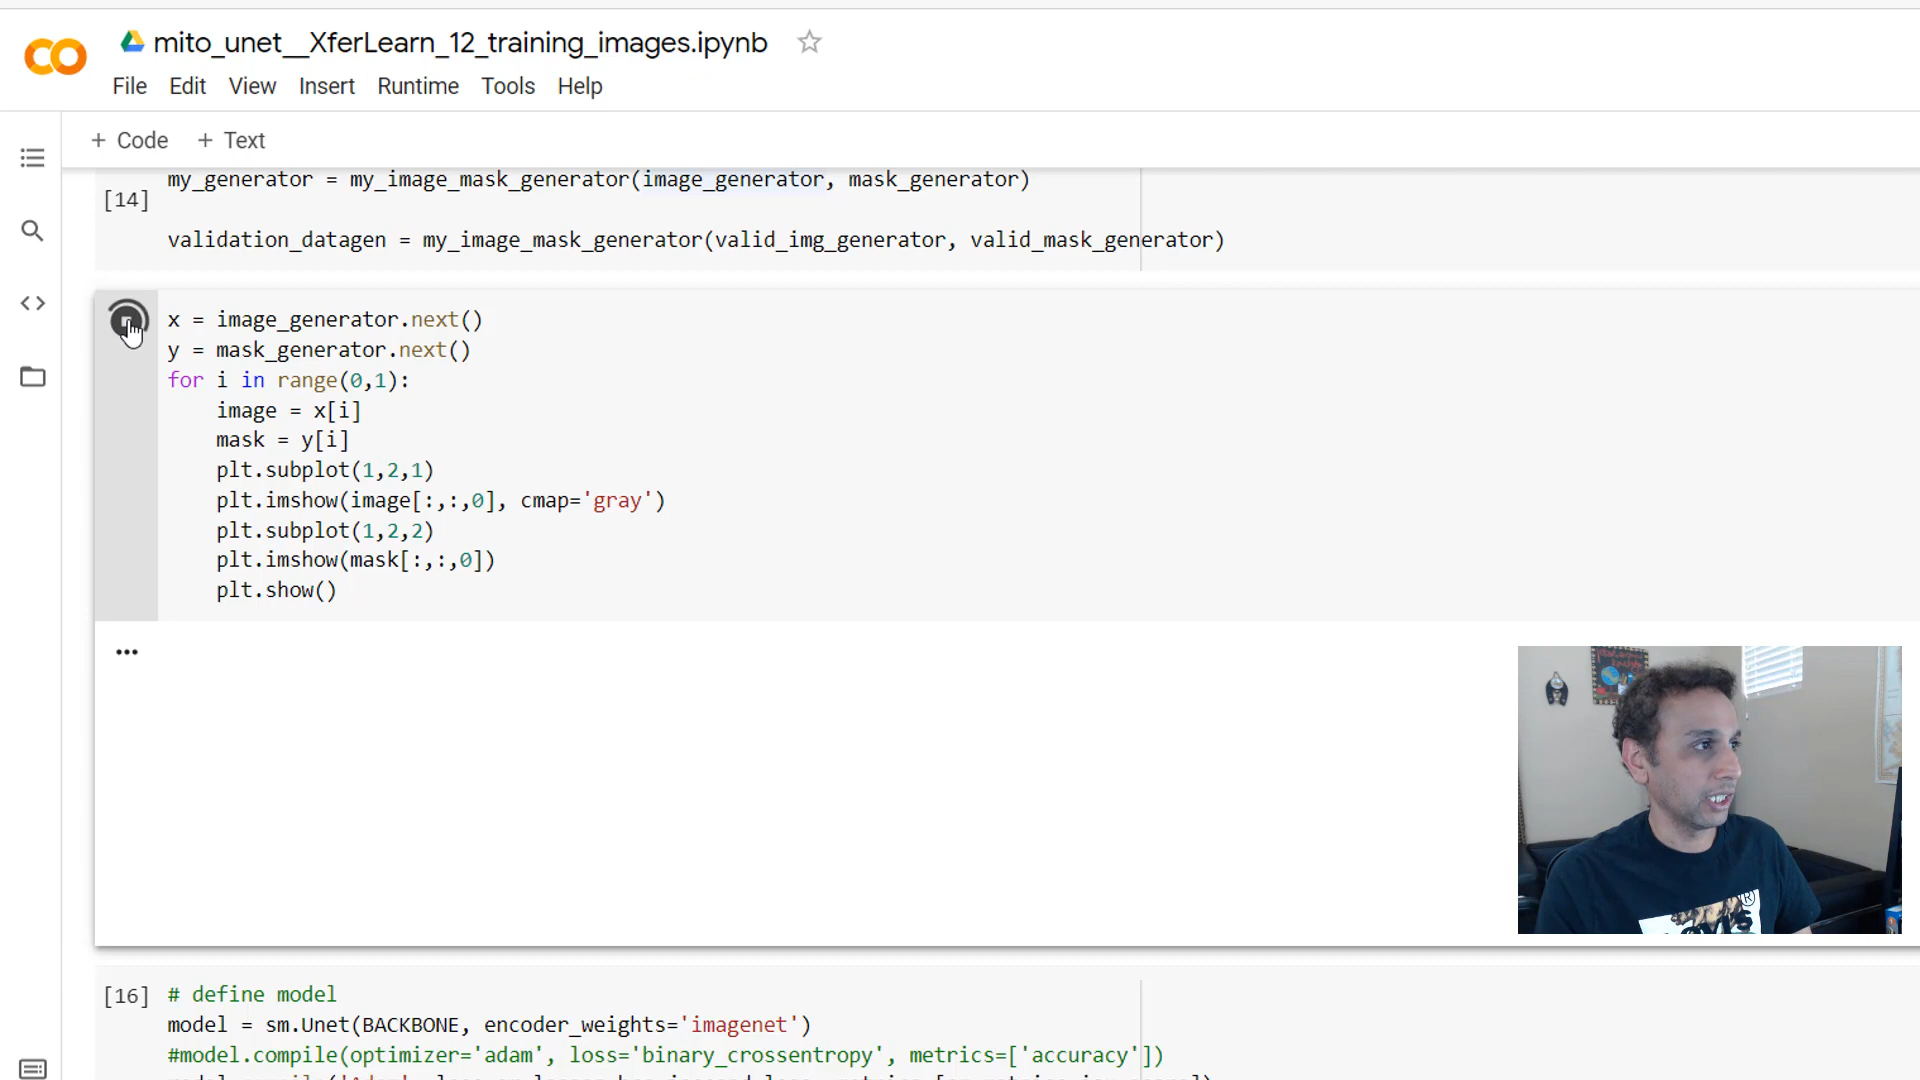 mito_unet__XferLearn_12_training_images.ipynb
File Edit View Insert Runtime Tools Help
+ Code + Text
my_generator = my_image_mask_generator(image_generator, mask_generator)
[14]
validation_datagen = my_image_mask_generator(valid_img_generator, valid_mask_generator)
x = image_generator.next()
y = mask_generator.next()
for i in range(0,1):
    image = x[i]
    mask = y[i]
    plt.subplot(1,2,1)
    plt.imshow(image[:,:,0], cmap='gray')
    plt.subplot(1,2,2)
    plt.imshow(mask[:,:,0])
    plt.show()
[16] # define model
model = sm.Unet(BACKBONE, encoder_weights='imagenet')
#model.compile(optimizer='adam', loss='binary_crossentropy', metrics=['accuracy'])